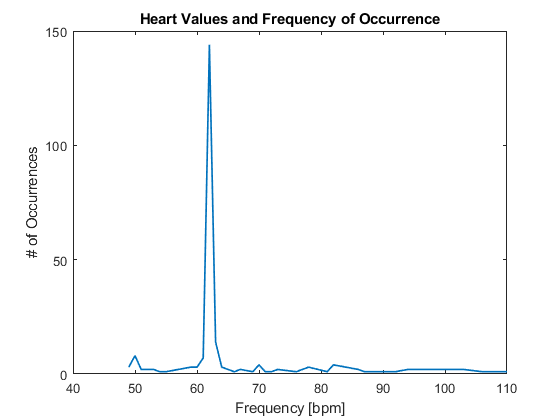 Heart Values and Frequency of Occurrence
150
100
50
0
# of Occurrences
40 50 60 70 80 90 100 110
Frequency [bpm]